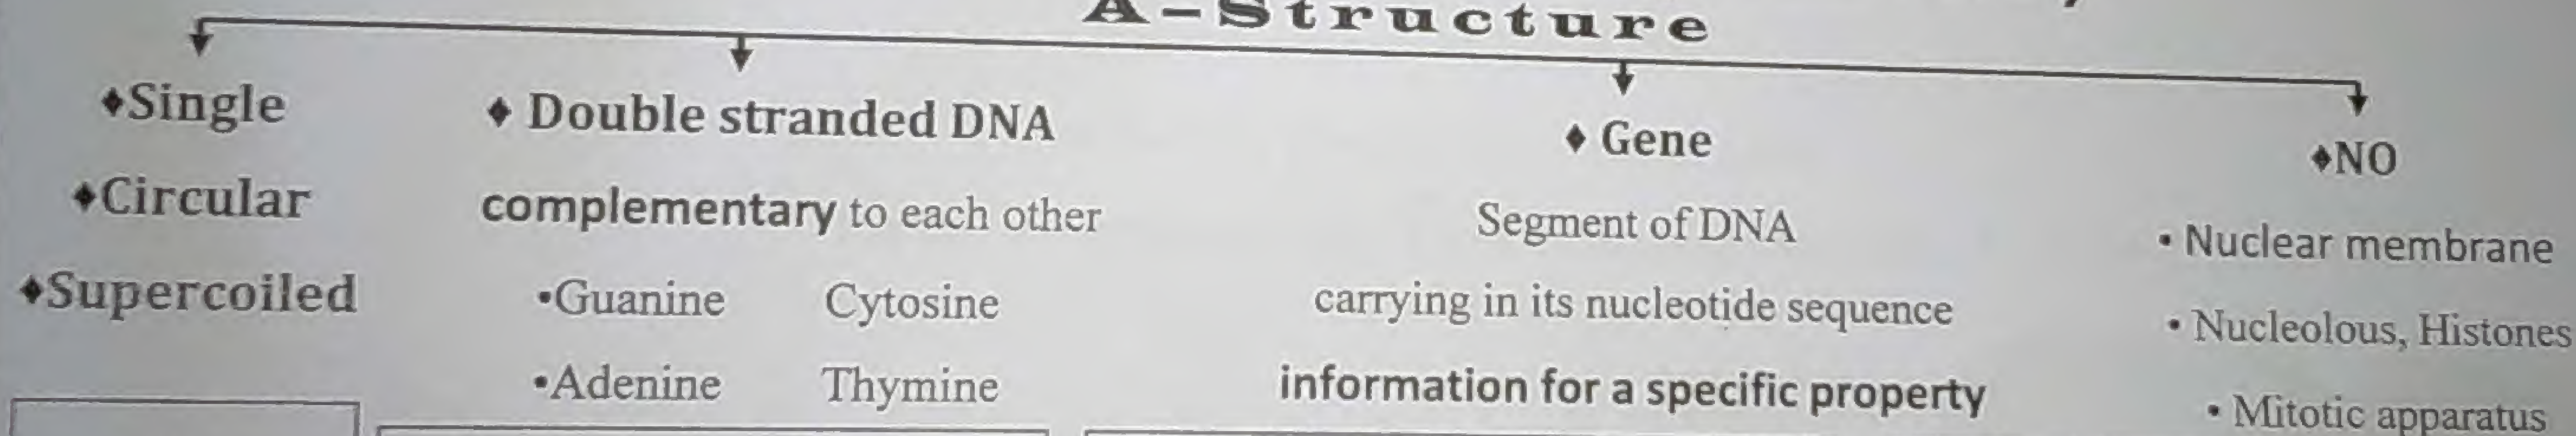 A-Structure
♦Single
♦Circular
♦Supercoiled
♦ Double stranded DNA
complementary to each other
•Guanine Cytosine
•Adenine Thymine
♦ Gene
Segment of DNA
carrying in its nucleotide sequence
information for a specific property
♦NO
• Nuclear membrane
• Nucleolous, Histones
• Mitotic apparatus